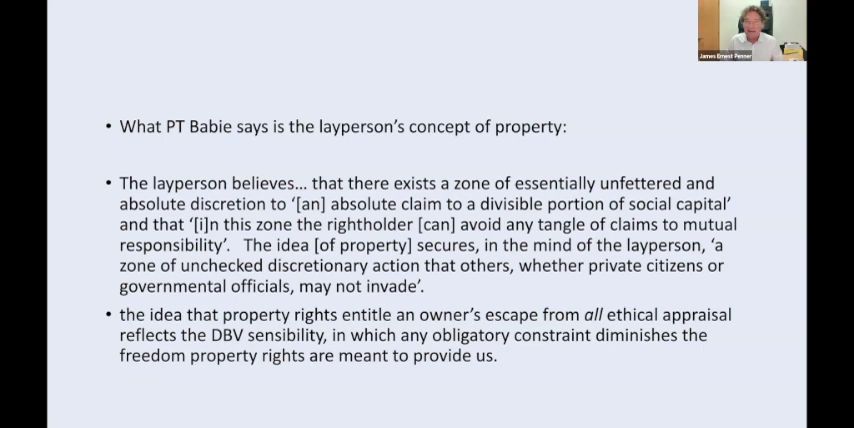 James Ernest Penner
• What PT Babie says is the layperson's concept of property:
• The layperson believes... that there exists a zone of essentially unfettered and
absolute discretion to '[an] absolute claim to a divisible portion of social capital'
and that '[i]n this zone the rightholder [can] avoid any tangle of claims to mutual
responsibility'. The idea [of property] secures, in the mind of the layperson, 'a
zone of unchecked discretionary action that others, whether private citizens or
governmental officials, may not invade'.
• the idea that property rights entitle an owner's escape from all ethical appraisal
reflects the DBV sensibility, in which any obligatory constraint diminishes the
freedom property rights are meant to provide us.